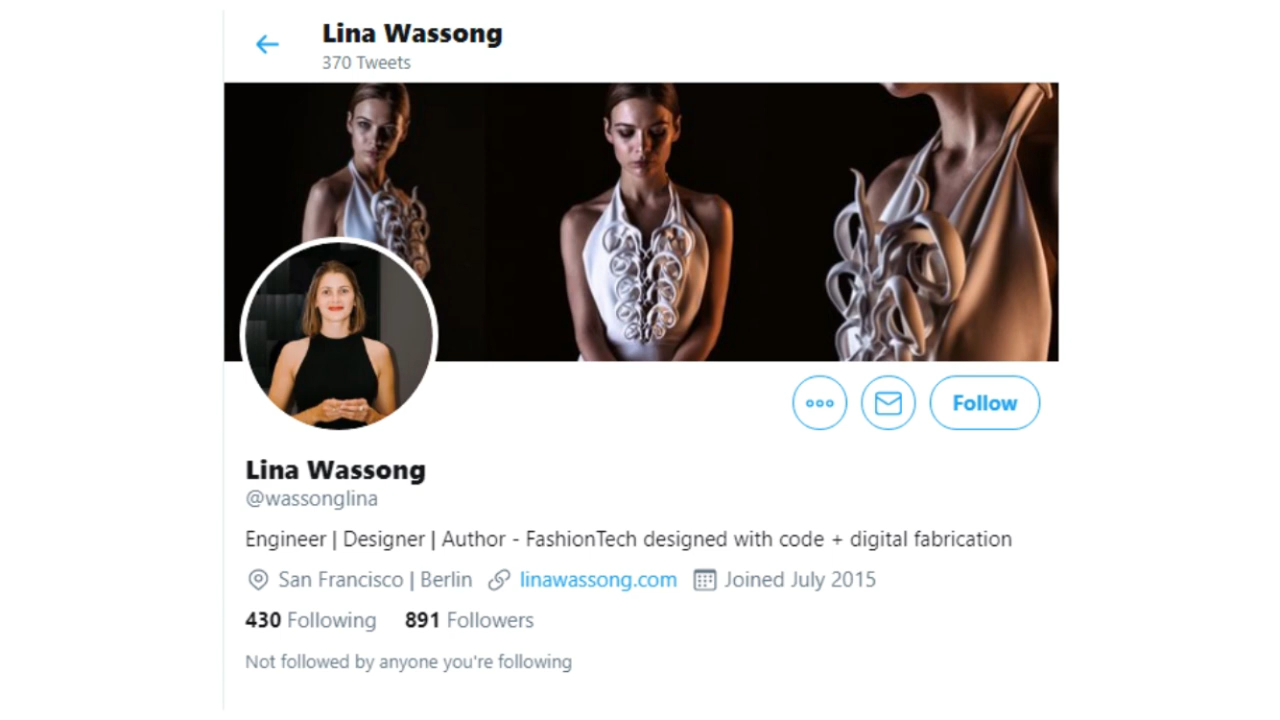 Lina Wassong
370 Tweets
Follow
Lina Wassong
@wassonglina
Engineer | Designer | Author - FashionTech designed with code + digital fabrication
San Francisco | Berlin linawassong.com Joined July 2015
430 Following 891 Followers
Not followed by anyone you're following